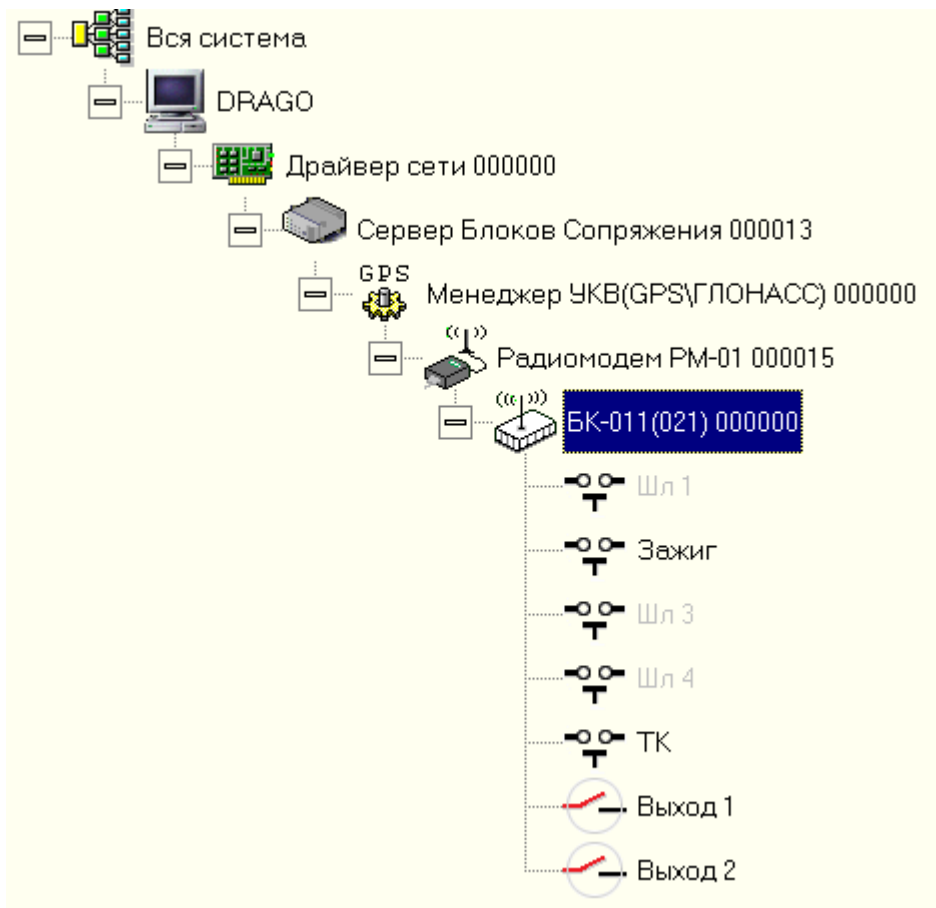 Вся система
DRAGO
Драйвер сети 000000
Сервер Блоков Сопряжения 000013
GPS
Менеджер УКВ(GPS\ГЛОНАСС) 000000
Радиомодем РМ-01 000015
БК-011(021) 000000
Шл 1
Зажиг
Шл 3
Шл 4
ТК
Выход 1
Выход 2